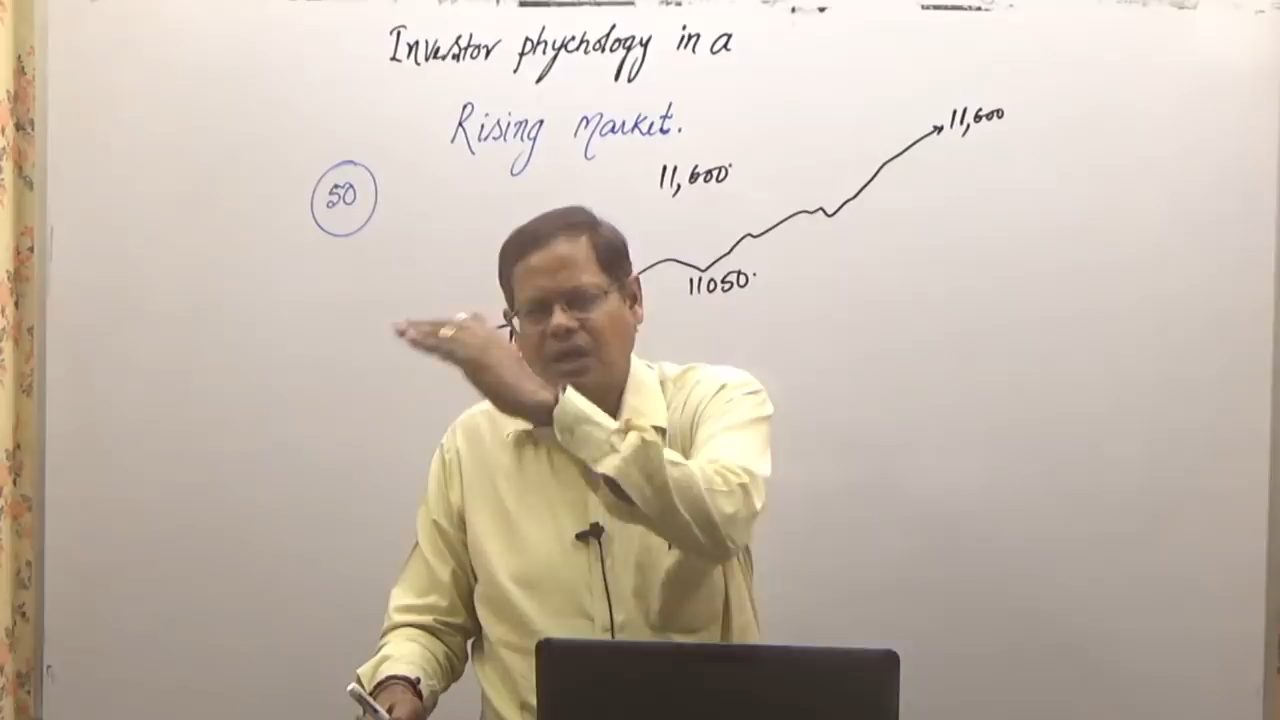 Investor phychology in a
Rising Market.
11,600
11,600
50
11050